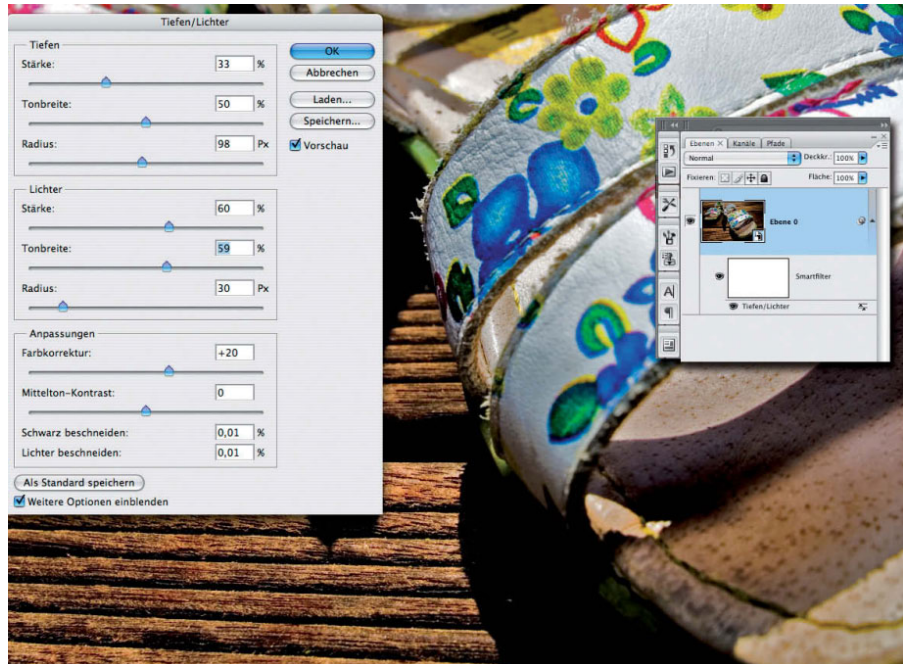 Tiefen/Lichter
Tiefen
Stärke: 33 %
Tonbreite: 50 %
Radius: 98 Px
OK
Abbrechen
Laden...
Speichern...
Vorschau
Lichter
Stärke: 60 %
Tonbreite: 59 %
Radius: 30 Px
Anpassungen
Farbkorrektur: +20
Mittelton-Kontrast: 0
Schwarz beschneiden: 0,01 %
Lichter beschneiden: 0,01 %
Als Standard speichern
Weitere Optionen einblenden
Ebenen X Kanäle Pfade
Normal Deckkr.: 100%
Fixieren: Fläche: 100%
Ebene 0
Smartfilter
Tiefen/Lichter